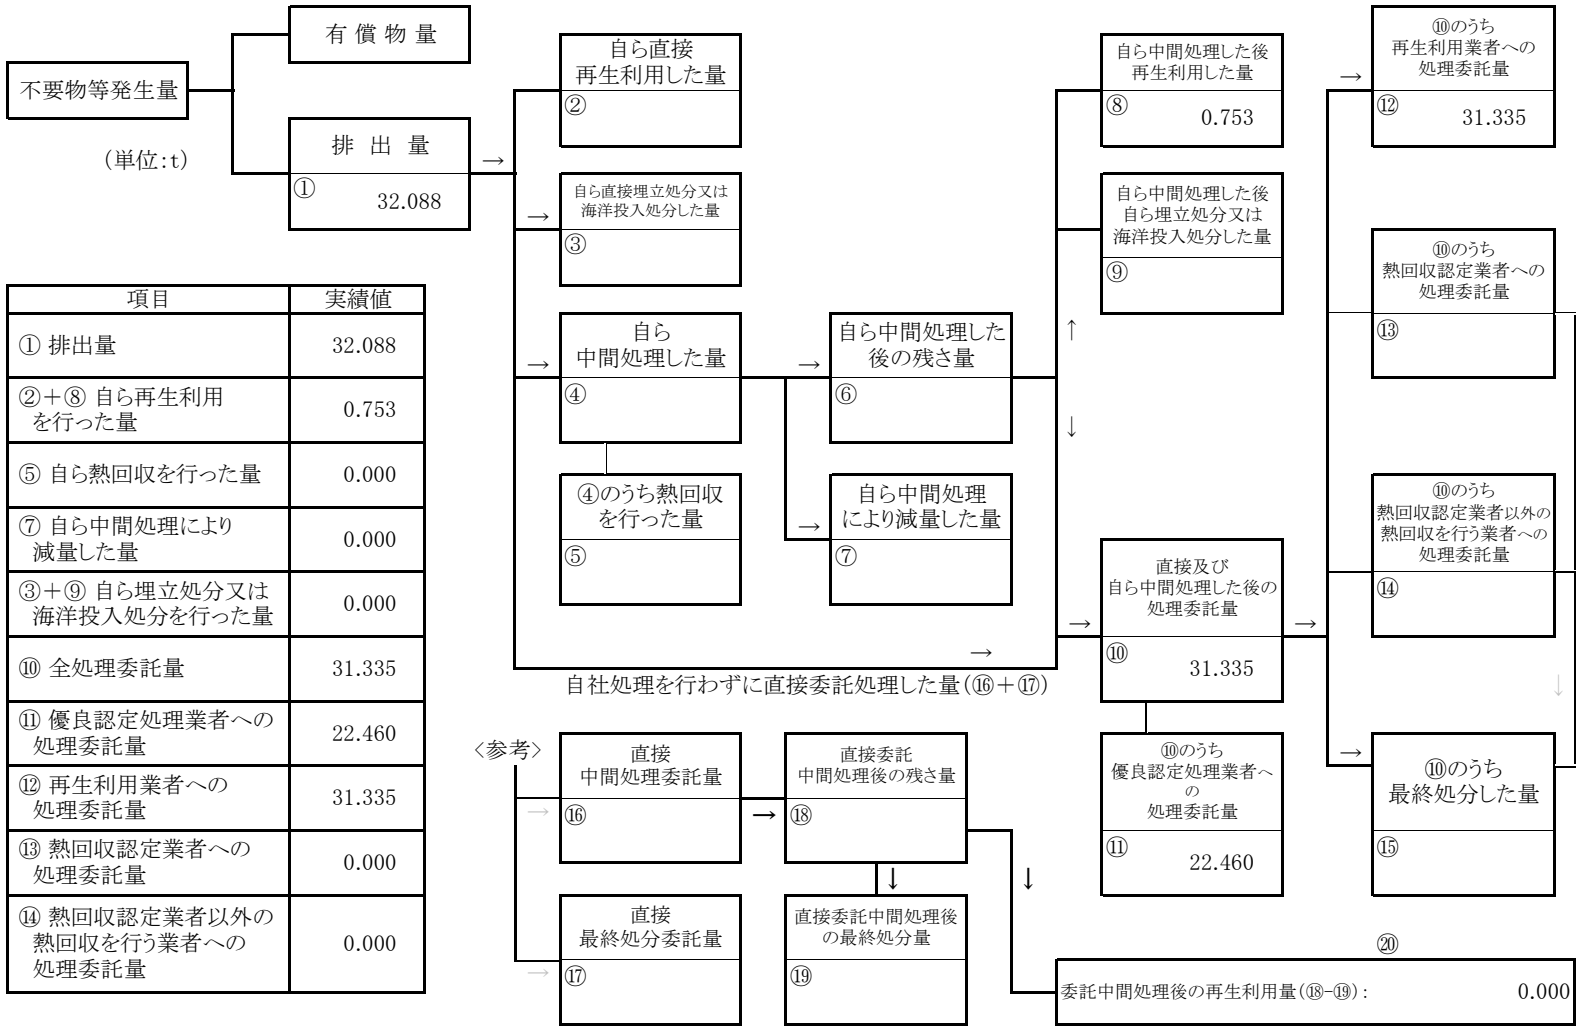 不要物等発生量
(単位:t)
有 償 物 量
排 出 量
→
①
32.088
自ら直接
再生利用した量
②
→
自ら直接埋立処分又は
海洋投入処分した量
③
→
自ら
中間処理した量
④
④のうち熱回収
を行った量
⑤
→
自ら中間処理した
後の残さ量
⑥
→
自ら中間処理
により減量した量
⑦
→
自社処理を行わずに直接委託処理した量(⑯+⑰)
↑
↓
自ら中間処理した後
再生利用した量
⑧
0.753
自ら中間処理した後
自ら埋立処分又は
海洋投入処分した量
⑨
→
直接及び
自ら中間処理した後の
処理委託量
⑩
31.335
→
⑩のうち
優良認定処理業者へ
の
処理委託量
⑪
22.460
→
⑩のうち
再生利用業者への
処理委託量
⑫
31.335
⑩のうち
熱回収認定業者への
処理委託量
⑬
⑩のうち
熱回収認定業者以外の
熱回収を行う業者への
処理委託量
⑭
↓
→
⑩のうち
最終処分した量
⑮
項目 実績値
① 排出量 32.088
②+⑧ 自ら再生利用
を行った量 0.753
⑤ 自ら熱回収を行った量 0.000
⑦ 自ら中間処理により
減量した量 0.000
③+⑨ 自ら埋立処分又は
海洋投入処分を行った量 0.000
⑩ 全処理委託量 31.335
⑪ 優良認定処理業者への
処理委託量 22.460
⑫ 再生利用業者への
処理委託量 31.335
⑬ 熱回収認定業者への
処理委託量 0.000
⑭ 熱回収認定業者以外の
熱回収を行う業者への
処理委託量 0.000
<参考>
→
直接
中間処理委託量
⑯
→
直接委託
中間処理後の残さ量
⑱
↓
↓
→
直接
最終処分委託量
⑰
直接委託中間処理後
の最終処分量
⑲
⑳
委託中間処理後の再生利用量(⑱-⑲): 0.000